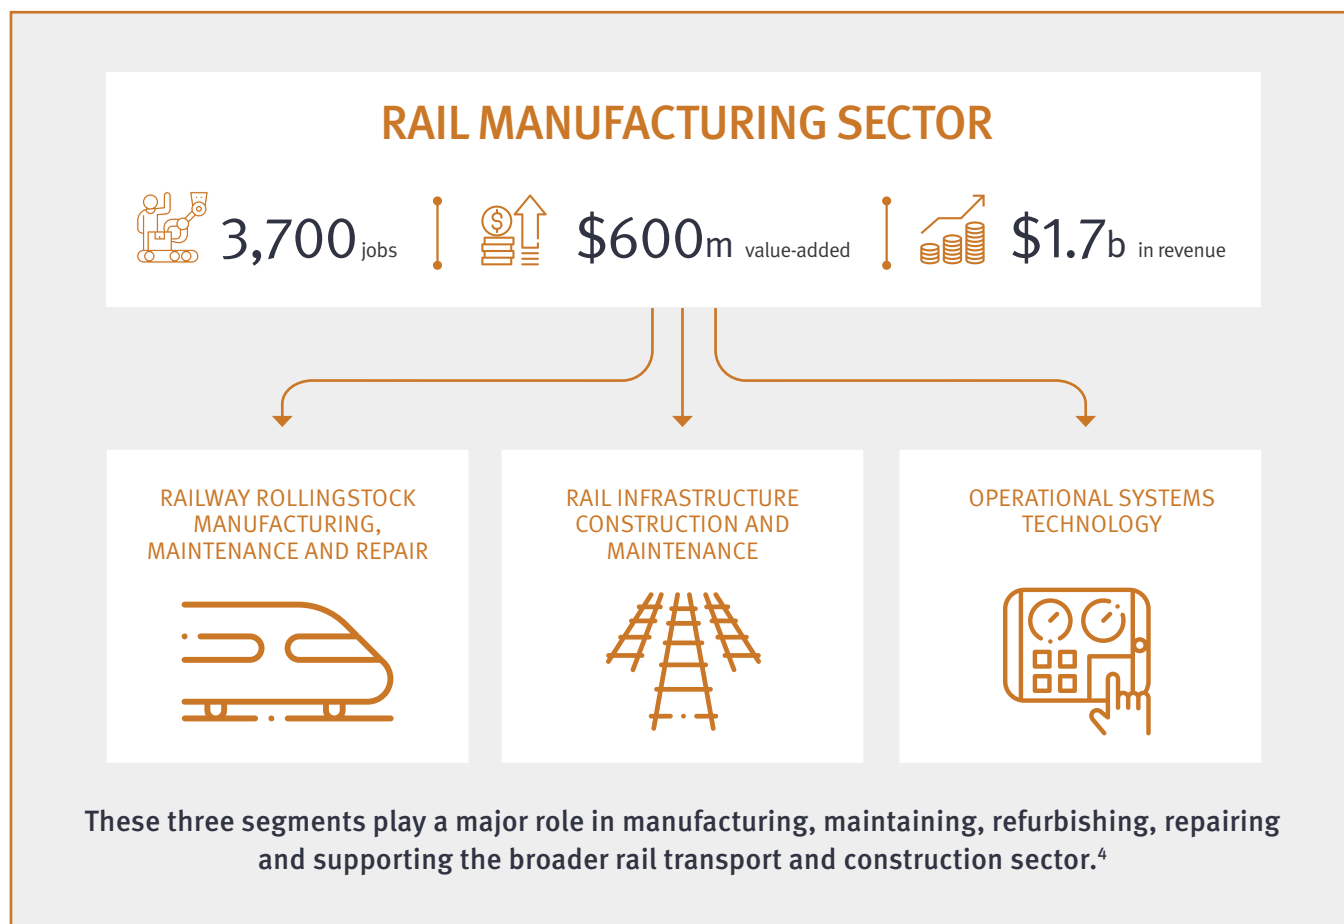 RAIL MANUFACTURING SECTOR
3,700 jobs
$600m value-added
$1.7b in revenue
RAILWAY ROLLINGSTOCK
MANUFACTURING,
MAINTENANCE AND REPAIR
RAIL INFRASTRUCTURE
CONSTRUCTION AND
MAINTENANCE
OPERATIONAL SYSTEMS
TECHNOLOGY
These three segments play a major role in manufacturing, maintaining, refurbishing, repairing
and supporting the broader rail transport and construction sector.⁴